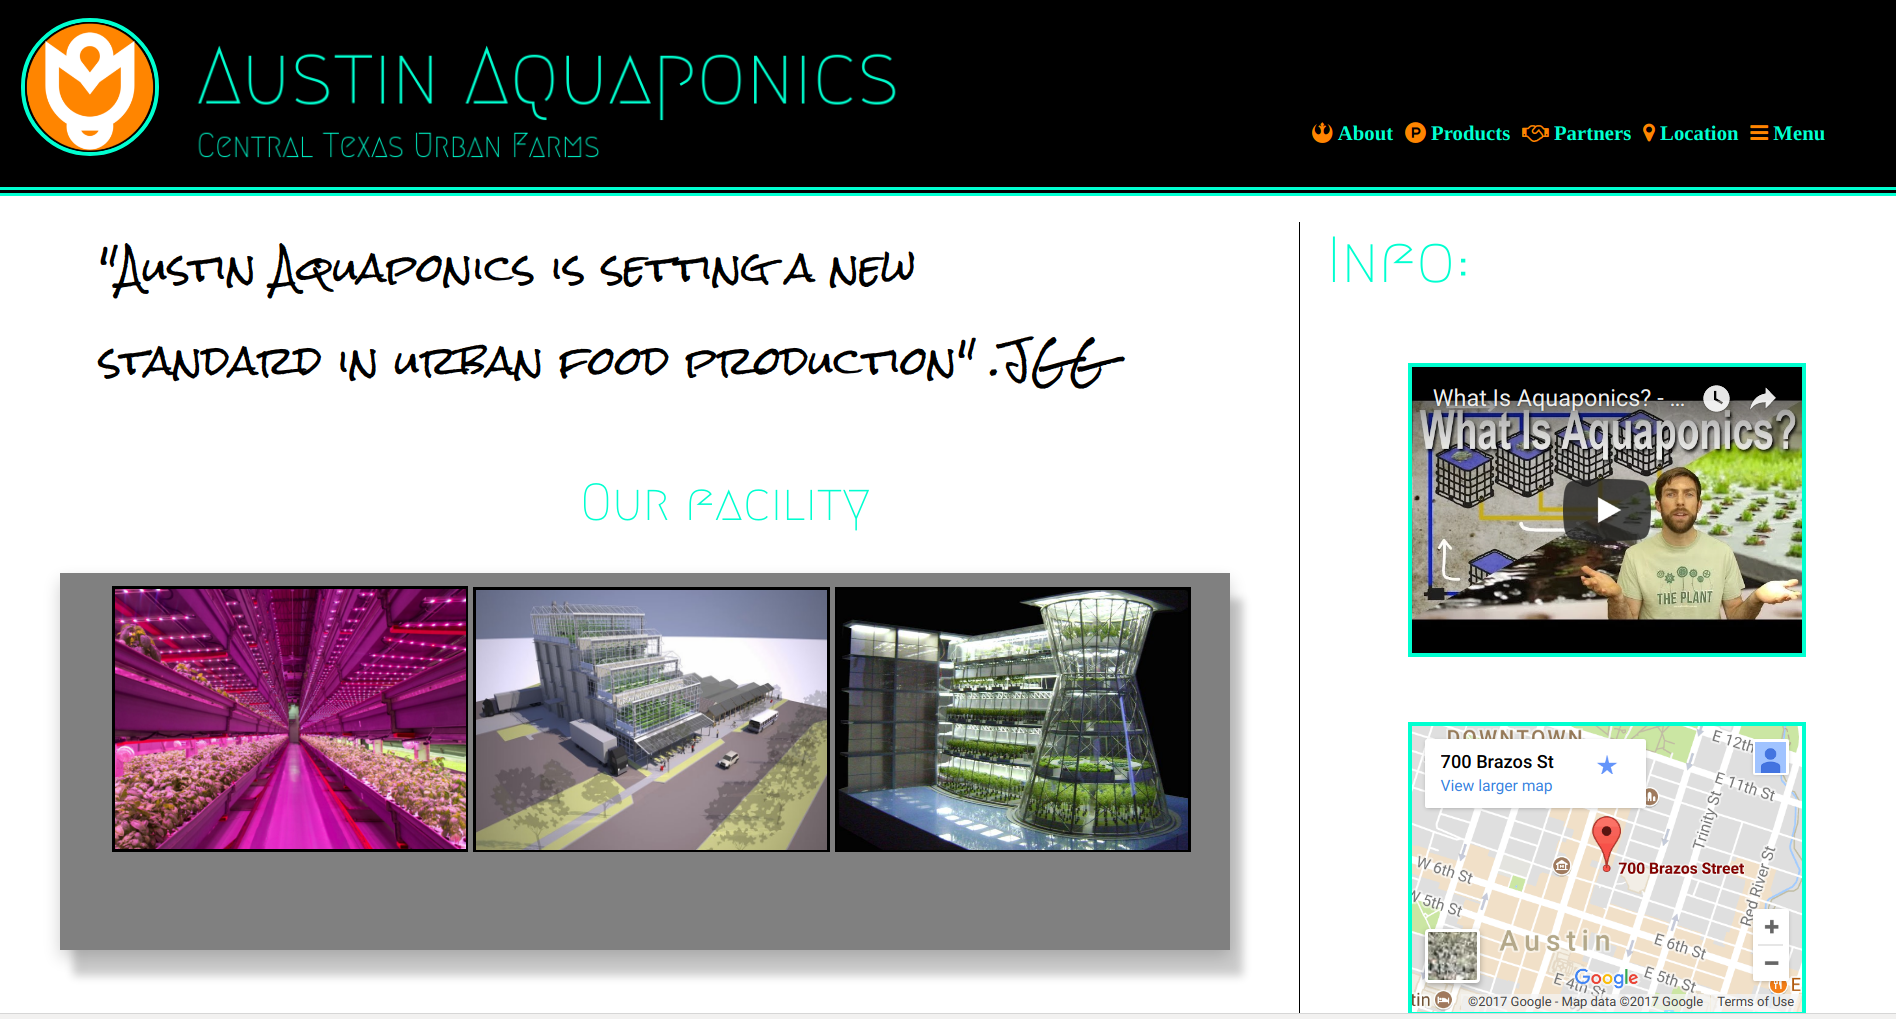 Austin Aquaponics
Central Texas Urban Farms
About Products Partners Location Menu
"Austin Aquaponics is setting a new
standard in urban food production" .JGG
Our facility
Info:
What Is Aquaponics? - ...
What Is Aquaponics?
THE PLANT
DOWNTOWN
700 Brazos St
View larger map
E 12th
E 11th St
Trinity St
700 Brazos Street
W 6th St
W 5th St
Red River St
Austin
E 6th St
E 5th St
E 4th St
Google
tin
E
©2017 Google - Map data ©2017 Google Terms of Use